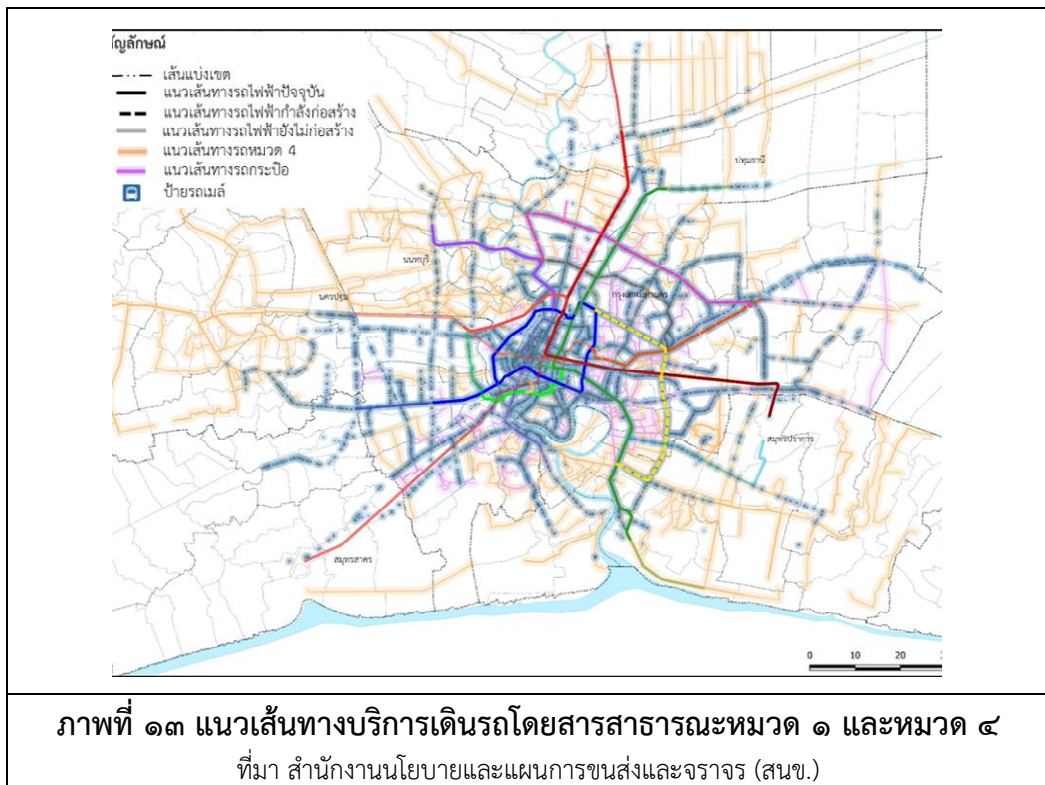 ัญลักษณ์
เส้นแบ่งเขต
แนวเส้นทางรถไฟฟ้าปัจจุบัน
แนวเส้นทางรถไฟฟ้ากำลังก่อสร้าง
แนวเส้นทางรถไฟฟ้ายังไม่ก่อสร้าง
แนวเส้นทางรถหมวด 4
แนวเส้นทางรถกระป๊อ
ป้ายรถเมล์
ปทุมธานี
นนทบุรี
นครปฐม
กรุงเทพมหานคร
สมุทรปราการ
สมุทรสาคร
0 10 20
ภาพที่ ๑๓ แนวเส้นทางบริการเดินรถโดยสารสาธารณะหมวด ๑ และหมวด ๔
ที่มา สำนักงานนโยบายและแผนการขนส่งและจราจร (สนข.)